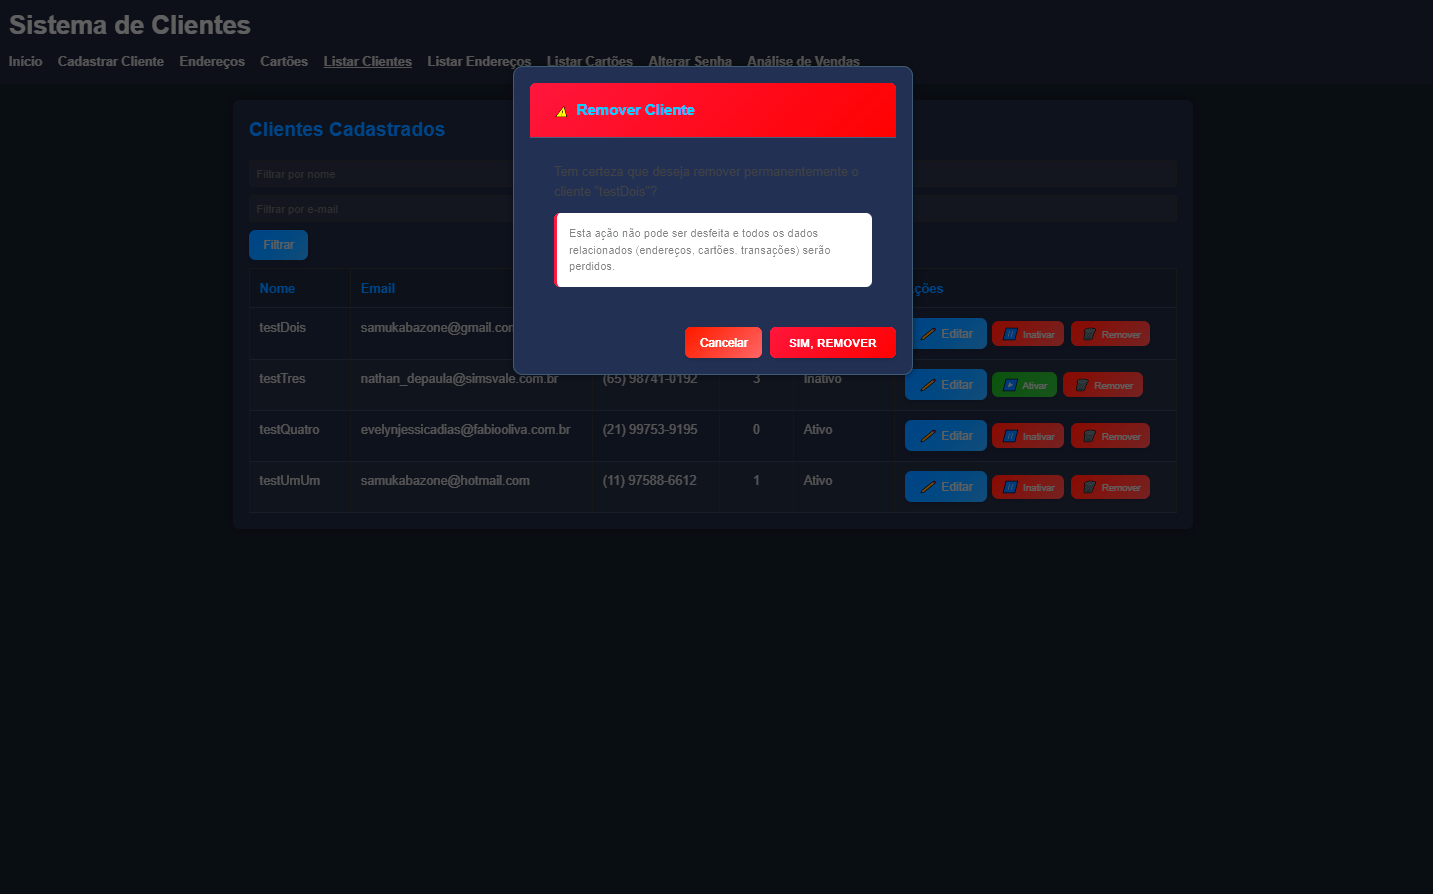 Sistema de Clientes
Início Cadastrar Cliente Endereços Cartões Listar Clientes Listar Endereços Listar Cartões Alterar Senha Análise de Vendas
Clientes Cadastrados
Filtrar por nome
Filtrar por e-mail
Filtrar
Nome Email ções
testDois samukabazone@gmail.com Editar Inativar Remover
testTres nathan_depaula@simsvale.com.br (65) 98741-0192 3 Inativo Editar Ativar Remover
testQuatro evelynjessicadias@fabiooliva.com.br (21) 99753-9195 0 Ativo Editar Inativar Remover
testUmUm samukabazone@hotmail.com (11) 97588-6612 1 Ativo Editar Inativar Remover
Remover Cliente
Tem certeza que deseja remover permanentemente o
cliente "testDois"?
Esta ação não pode ser desfeita e todos os dados
relacionados (endereços, cartões, transações) serão
perdidos.
Cancelar SIM, REMOVER